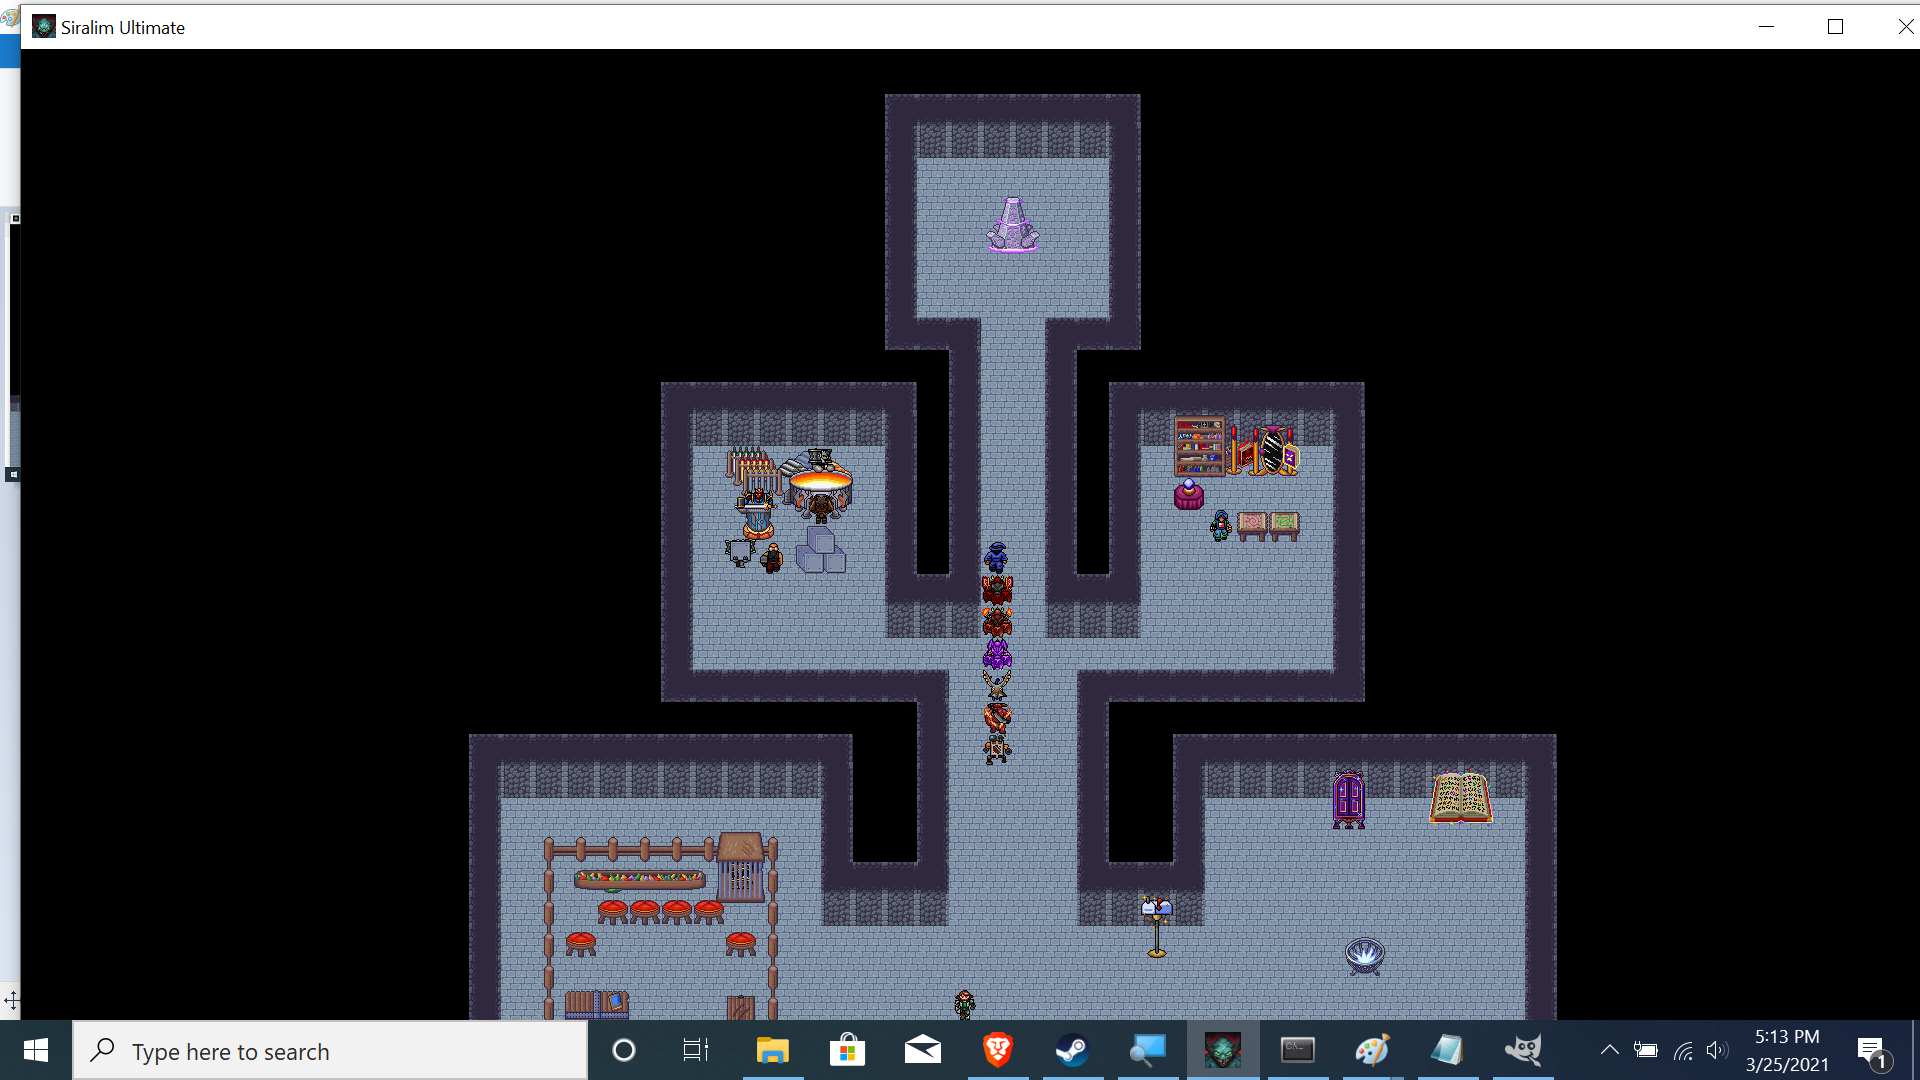 Siralim Ultimate
Type here to search
5:13 PM
3/25/2021
1